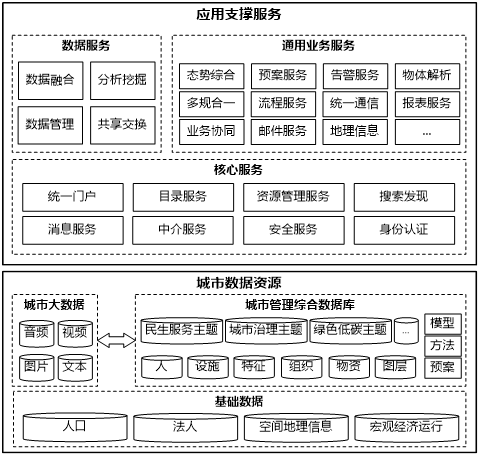 应用支撑服务
数据服务
数据融合 分析挖掘
数据管理 共享交换
通用业务服务
态势综合 预案服务 告警服务 物体解析
多规合一 流程服务 统一通信 报表服务
业务协同 邮件服务 地理信息 ...
核心服务
统一门户 目录服务 资源管理服务 搜索发现
消息服务 中介服务 安全服务 身份认证
城市数据资源
城市大数据
音频 视频
图片 文本
城市管理综合数据库
民生服务主题 城市治理主题 绿色低碳主题 ...
人 设施 特征 组织 物资 图层
模型
方法
预案
基础数据
人口 法人 空间地理信息 宏观经济运行